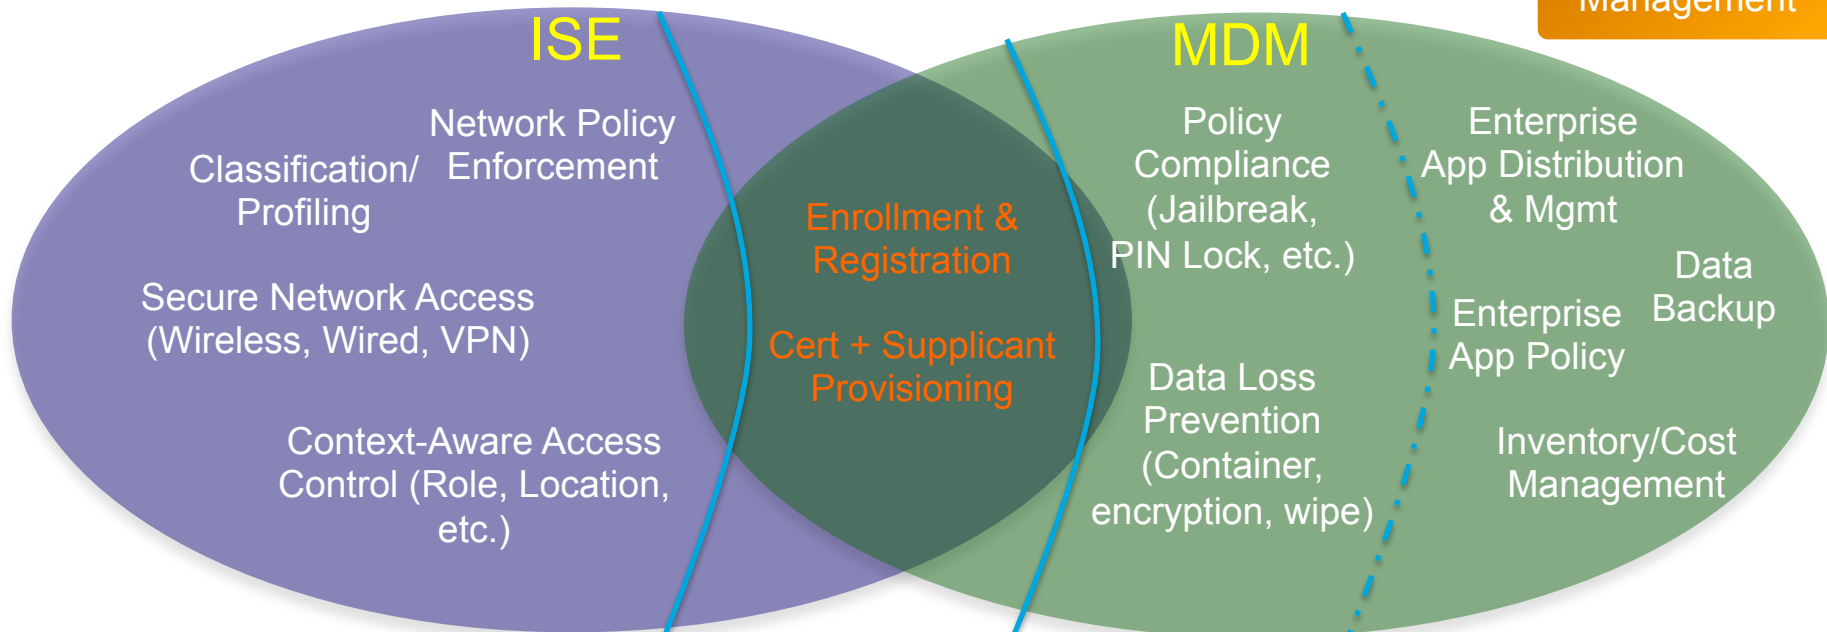 Management
ISE
MDM
Network Policy
Enforcement
Classification/
Profiling
Secure Network Access
(Wireless, Wired, VPN)
Context-Aware Access
Control (Role, Location,
etc.)
Enrollment &
Registration
Cert + Supplicant
Provisioning
Policy
Compliance
(Jailbreak,
PIN Lock, etc.)
Data Loss
Prevention
(Container,
encryption, wipe)
Enterprise
App Distribution
& Mgmt
Data
Backup
Enterprise
App Policy
Inventory/Cost
Management